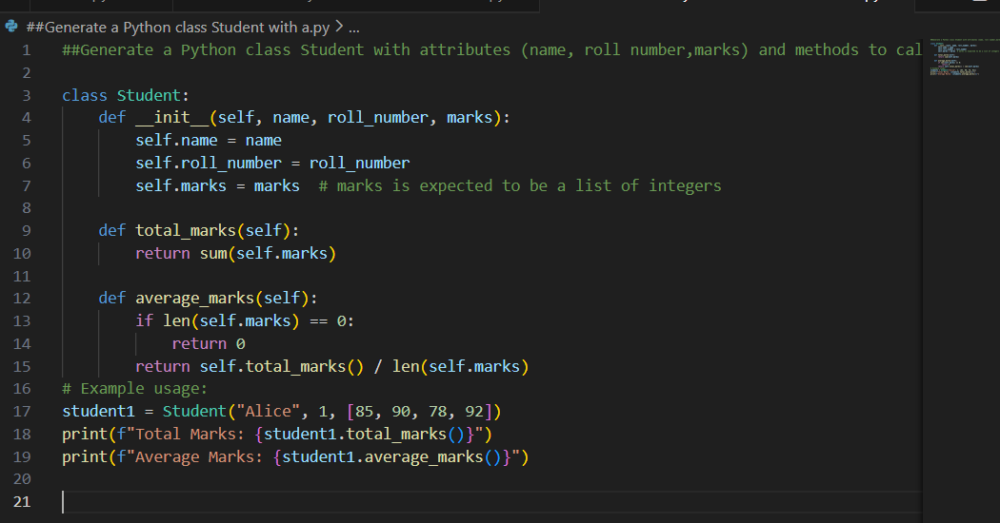 ##Generate a Python class Student with a.py > ...
1 ##Generate a Python class Student with attributes (name, roll number,marks) and methods to cal
2
3 class Student:
4     def __init__(self, name, roll_number, marks):
5         self.name = name
6         self.roll_number = roll_number
7         self.marks = marks  # marks is expected to be a list of integers
8
9     def total_marks(self):
10         return sum(self.marks)
11
12     def average_marks(self):
13         if len(self.marks) == 0:
14             return 0
15         return self.total_marks() / len(self.marks)
16 # Example usage:
17 student1 = Student("Alice", 1, [85, 90, 78, 92])
18 print(f"Total Marks: {student1.total_marks()}")
19 print(f"Average Marks: {student1.average_marks()}")
20
21